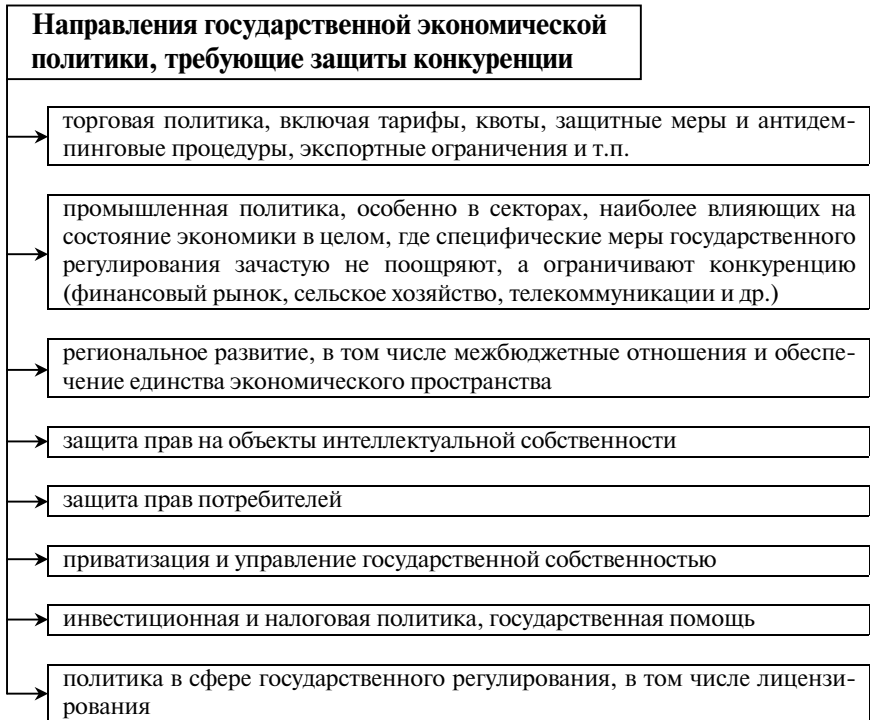 Направления государственной экономической
политики, требующие защиты конкуренции
торговая политика, включая тарифы, квоты, защитные меры и антидем-
пинговые процедуры, экспортные ограничения и т.п.
промышленная политика, особенно в секторах, наиболее влияющих на
состояние экономики в целом, где специфические меры государственного
регулирования зачастую не поощряют, а ограничивают конкуренцию
(финансовый рынок, сельское хозяйство, телекоммуникации и др.)
региональное развитие, в том числе межбюджетные отношения и обеспе-
чение единства экономического пространства
защита прав на объекты интеллектуальной собственности
защита прав потребителей
приватизация и управление государственной собственностью
инвестиционная и налоговая политика, государственная помощь
политика в сфере государственного регулирования, в том числе лицензи-
рования